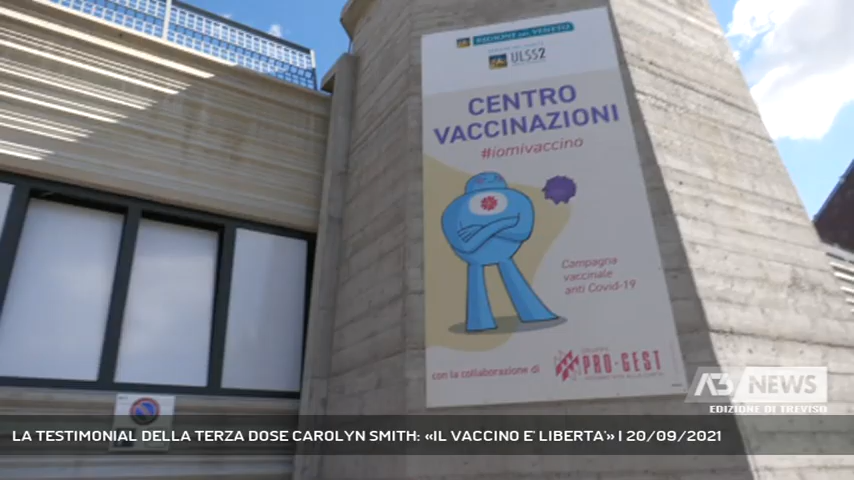 REGIONE DEL VENETO
ULSS2
CENTRO
VACCINAZIONI
#iomivaccino
Campagna
vaccinale
anti Covid-19
con la collaborazione di
PRO-GEST
A3 NEWS
EDIZIONE DI TREVISO
LA TESTIMONIAL DELLA TERZA DOSE CAROLYN SMITH: «IL VACCINO E' LIBERTA'» | 20/09/2021